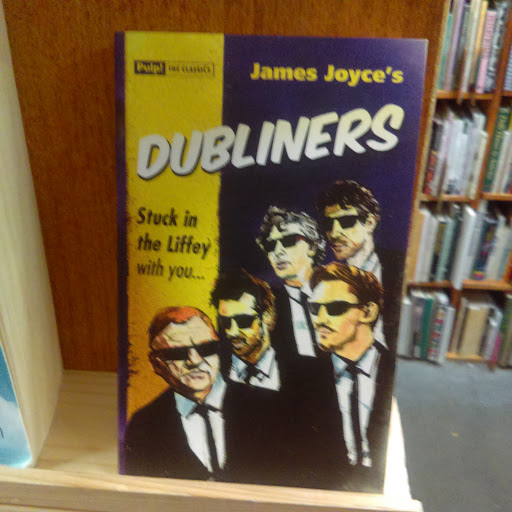 Pulp! THE CLASSICS
James Joyce's
DUBLINERS
Stuck in
the Liffey
with you...